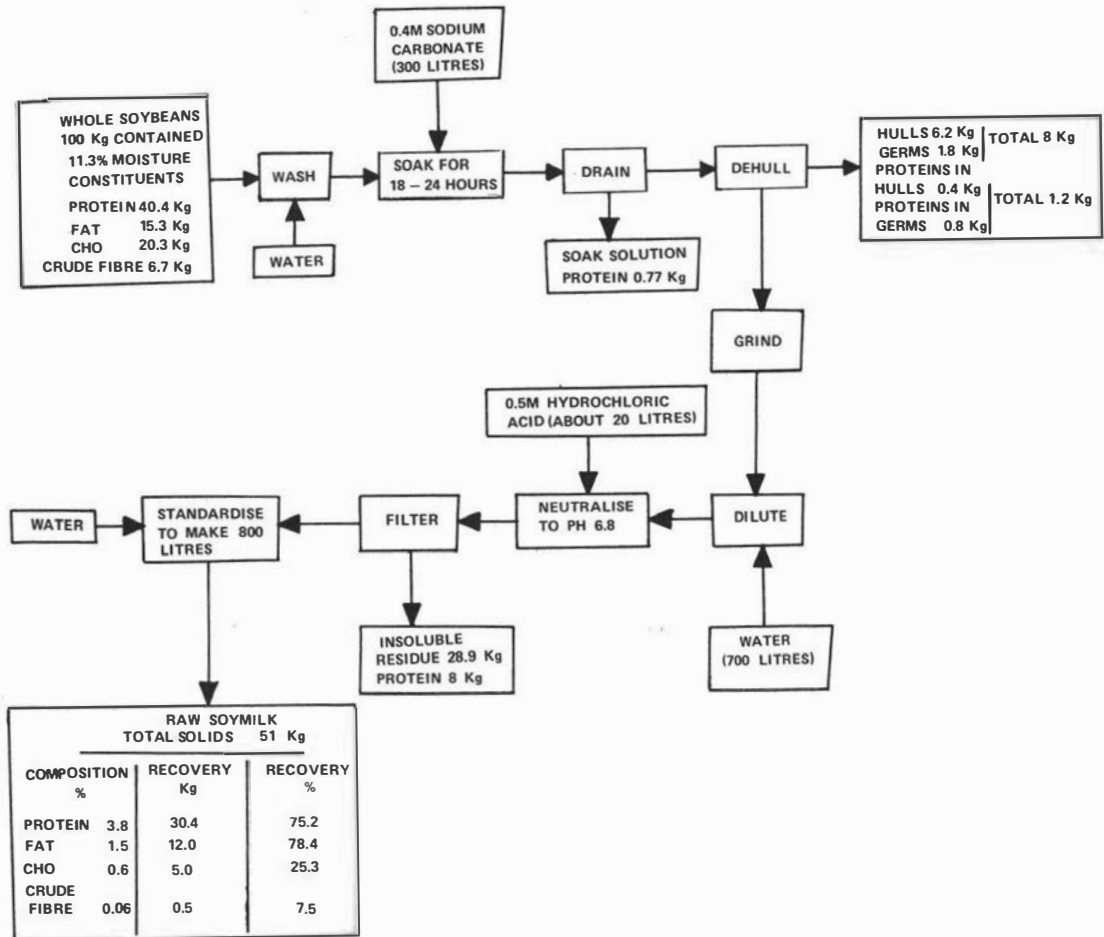 0.4M SODIUM
CARBONATE
(300 LITRES)
WHOLE SOYBEANS
100 Kg CONTAINED
11.3% MOISTURE
CONSTITUENTS
PROTEIN 40.4 Kg
FAT 15.3 Kg
CHO 20.3 Kg
CRUDE FIBRE 6.7 Kg
WASH
WATER
SOAK FOR
18 – 24 HOURS
DRAIN
SOAK SOLUTION
PROTEIN 0.77 Kg
DEHULL
HULLS 6.2 Kg
GERMS 1.8 Kg
TOTAL 8 Kg
PROTEINS IN
HULLS 0.4 Kg
PROTEINS IN
GERMS 0.8 Kg
TOTAL 1.2 Kg
GRIND
0.5M HYDROCHLORIC
ACID (ABOUT 20 LITRES)
WATER
STANDARDISE
TO MAKE 800
LITRES
FILTER
NEUTRALISE
TO PH 6.8
DILUTE
INSOLUBLE
RESIDUE 28.9 Kg
PROTEIN 8 Kg
WATER
(700 LITRES)
RAW SOYMILK
TOTAL SOLIDS 51 Kg
COMPOSITION RECOVERY RECOVERY
% Kg %
PROTEIN 3.8 30.4 75.2
FAT 1.5 12.0 78.4
CHO 0.6 5.0 25.3
CRUDE
FIBRE 0.06 0.5 7.5